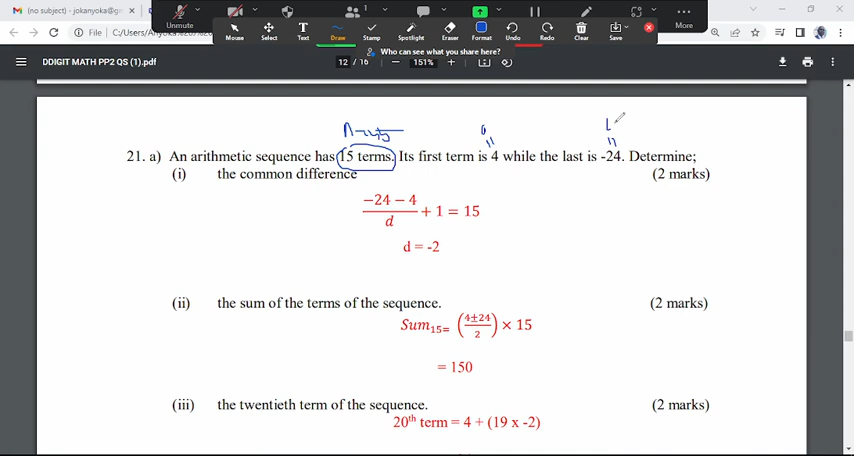 Unmute
Mouse Select Text Draw Stamp Spotlight Eraser Format Undo Redo Clear Save More
1
Who can see what you share here?
(no subject) - jokanyoka@gm
File C:/Users/
DDIGIT MATH PP2 QS (1).pdf 12 / 16 151%
L
21. a) An arithmetic sequence has 15 terms. Its first term is 4 while the last is -24. Determine;
(i) the common difference (2 marks)
−24 − 4
d
+ 1 = 15
d = -2
(ii) the sum of the terms of the sequence. (2 marks)
Sum15= (4±24/2) × 15
= 150
(iii) the twentieth term of the sequence. (2 marks)
20th term = 4 + (19 x -2)